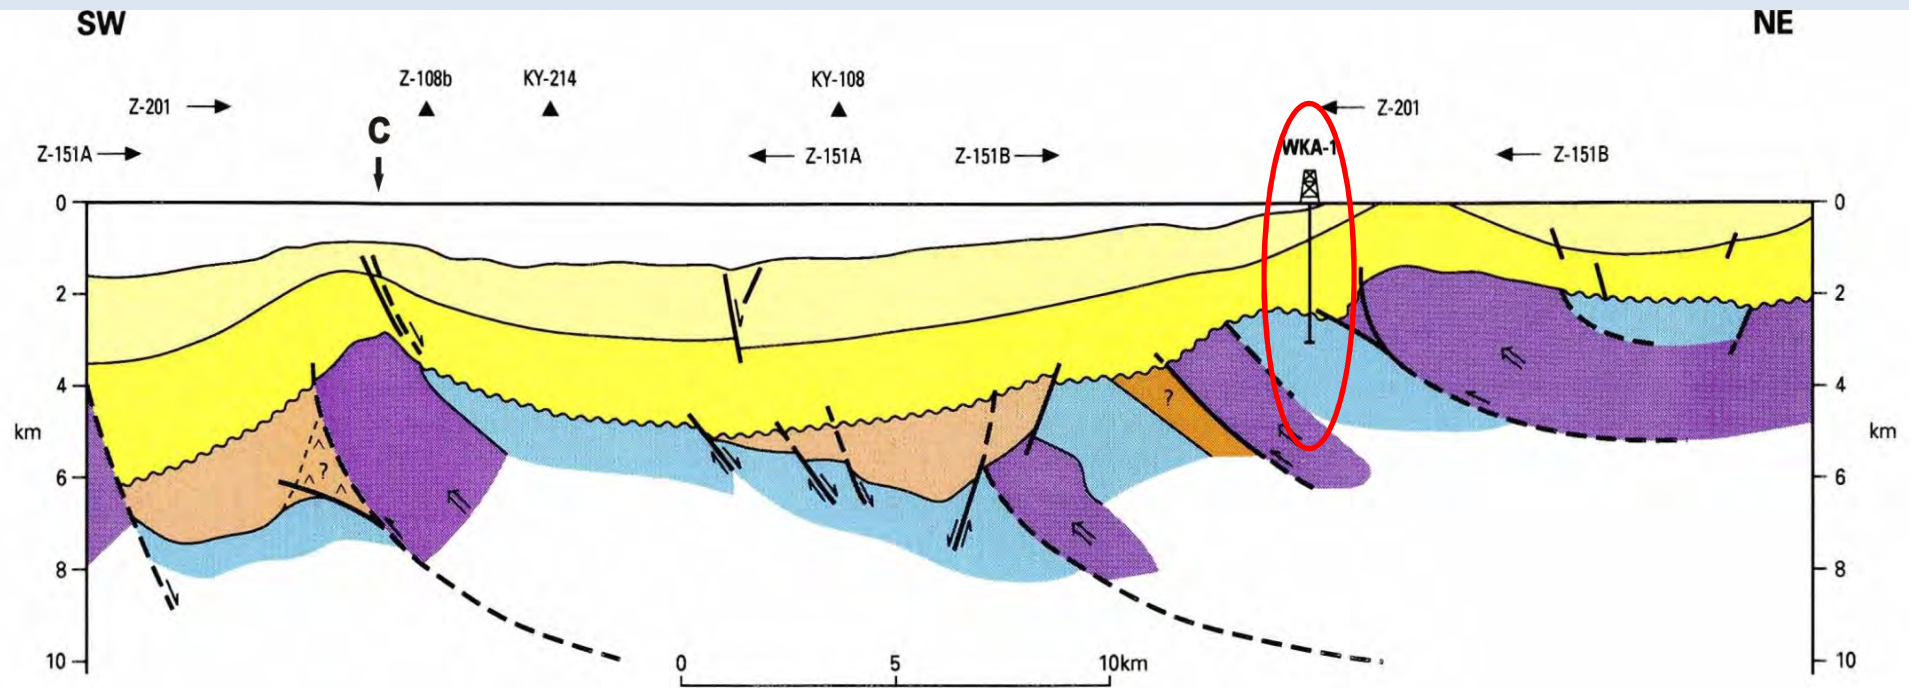 SW NE
Z-108b KY-214 KY-108
Z-201 Z-201
C
Z-151A Z-151A Z-151B WKA-1 Z-151B
0 0
2 2
4 4
?
km km
6 6
?
8 8
10 0 5 10km 10